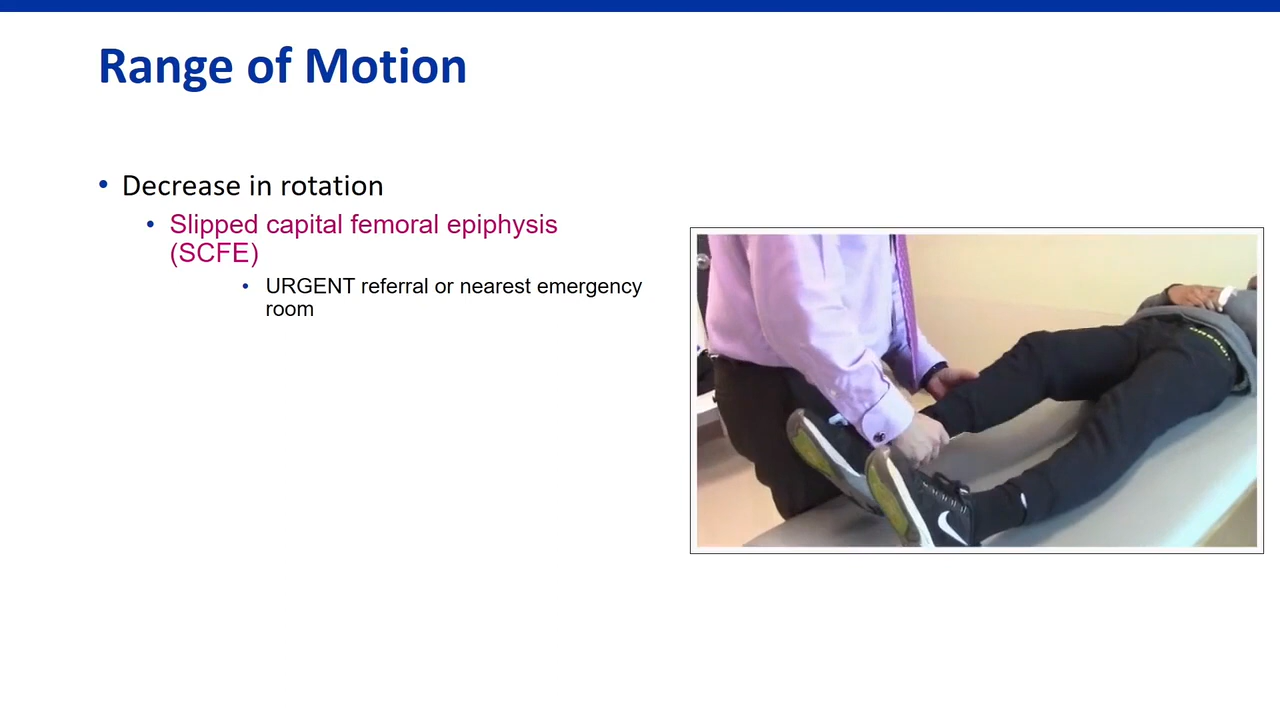 Range of Motion
• Decrease in rotation
• Slipped capital femoral epiphysis
(SCFE)
• URGENT referral or nearest emergency
room